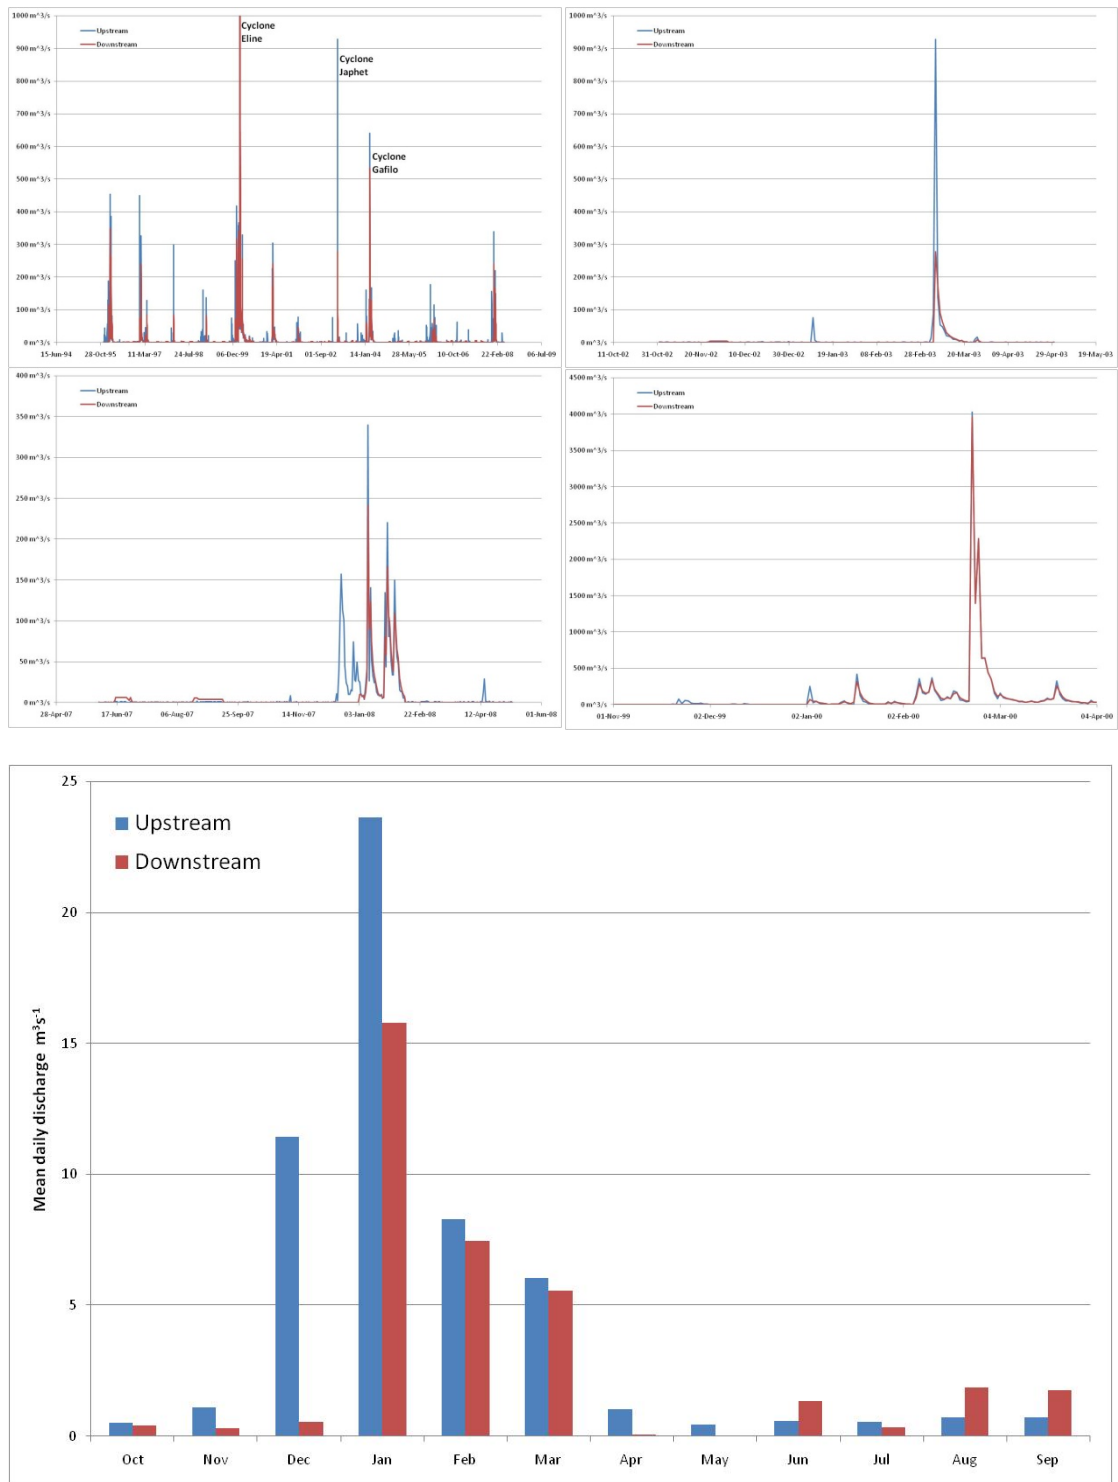 1000 m^3/s
900 m^3/s
800 m^3/s
700 m^3/s
600 m^3/s
500 m^3/s
400 m^3/s
300 m^3/s
200 m^3/s
100 m^3/s
0 m^3/s
Upstream
Downstream
Cyclone
Eline
Cyclone
Japhet
Cyclone
Gafilo
15-Jun-94 28-Oct-95 11-Mar-97 24-Jul-98 06-Dec-99 19-Apr-01 01-Sep-02 14-Jan-04 28-May-05 10-Oct-06 22-Feb-08 06-Jul-09
1000 m^3/s
900 m^3/s
800 m^3/s
700 m^3/s
600 m^3/s
500 m^3/s
400 m^3/s
300 m^3/s
200 m^3/s
100 m^3/s
0 m^3/s
Upstream
Downstream
11-Oct-02 31-Oct-02 20-Nov-02 10-Dec-02 30-Dec-02 19-Jan-03 08-Feb-03 28-Feb-03 20-Mar-03 09-Apr-03 29-Apr-03 19-May-03
400 m^3/s
350 m^3/s
300 m^3/s
250 m^3/s
200 m^3/s
150 m^3/s
100 m^3/s
50 m^3/s
0 m^3/s
Upstream
Downstream
28-Apr-07 17-Jun-07 06-Aug-07 25-Sep-07 14-Nov-07 03-Jan-08 22-Feb-08 12-Apr-08 01-Jun-08
4500 m^3/s
4000 m^3/s
3500 m^3/s
3000 m^3/s
2500 m^3/s
2000 m^3/s
1500 m^3/s
1000 m^3/s
500 m^3/s
0 m^3/s
Upstream
Downstream
01-Nov-99 02-Dec-99 02-Jan-00 02-Feb-00 04-Mar-00 04-Apr-00
25
20
15
10
5
0
Mean daily discharge m³s⁻¹
Upstream
Downstream
Oct Nov Dec Jan Feb Mar Apr May Jun Jul Aug Sep